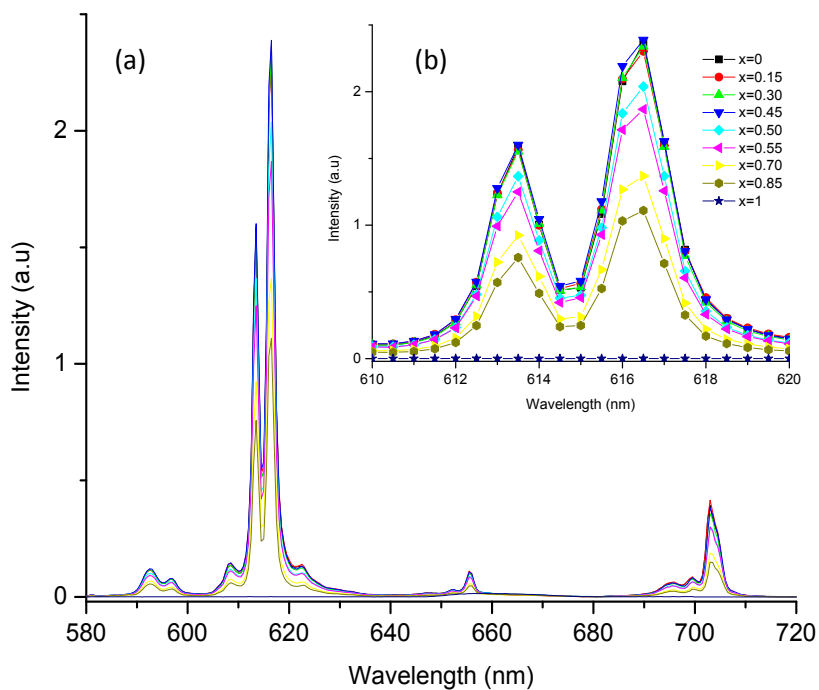 (a)
(b)
Intensity (a.u)
2
1
0
580
600
620
640
660
680
700
720
Wavelength (nm)
Intensity (a.u)
2
1
0
610
612
614
616
618
620
Wavelength (nm)
x=0
x=0.15
x=0.30
x=0.45
x=0.50
x=0.55
x=0.70
x=0.85
x=1